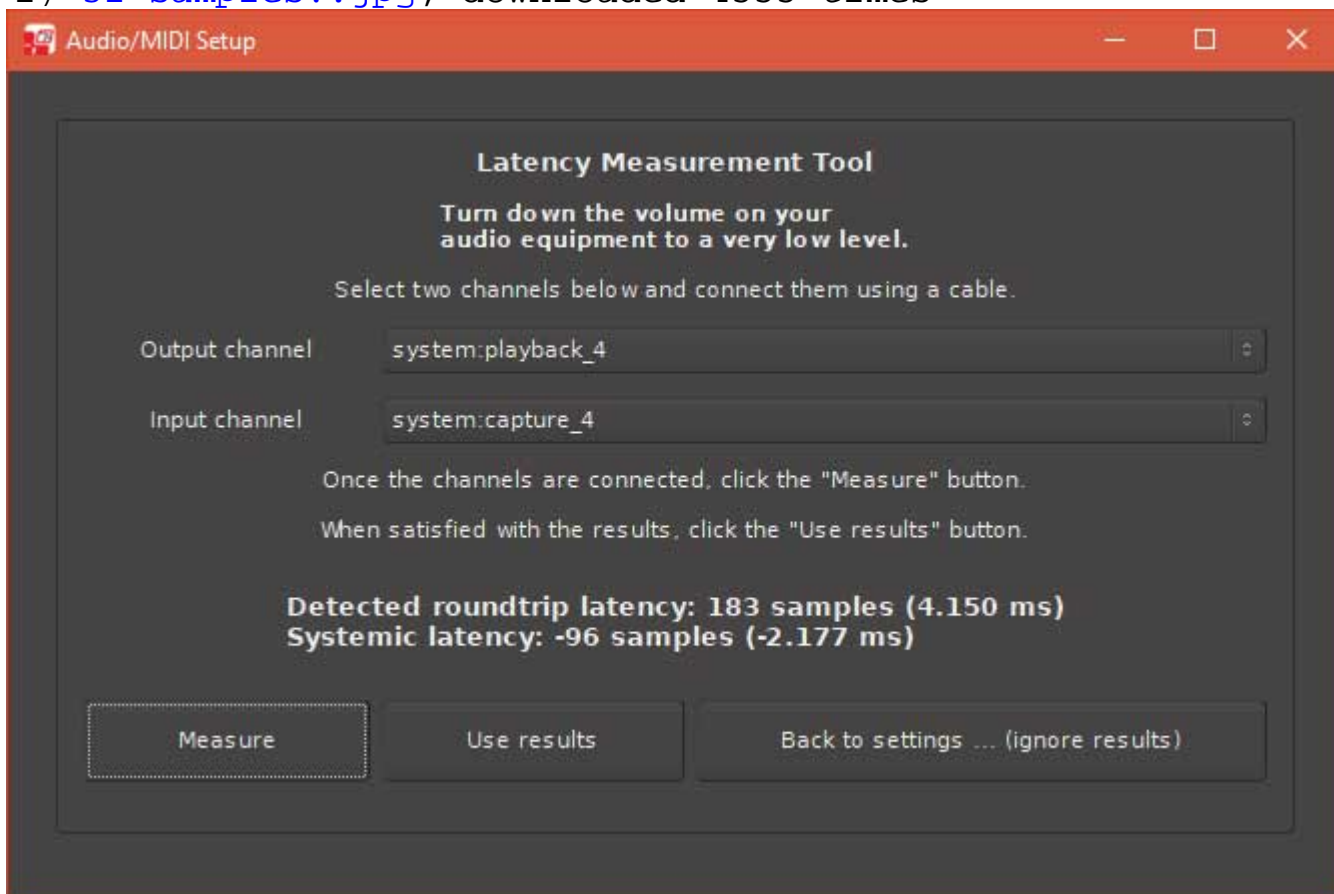 Audio/MIDI Setup
Latency Measurement Tool
Turn down the volume on your
audio equipment to a very low level.
Select two channels below and connect them using a cable.
Output channel system:playback_4
Input channel system:capture_4
Once the channels are connected, click the "Measure" button.
When satisfied with the results, click the "Use results" button.
Detected roundtrip latency: 183 samples (4.150 ms)
Systemic latency: -96 samples (-2.177 ms)
Measure Use results Back to settings ... (ignore results)